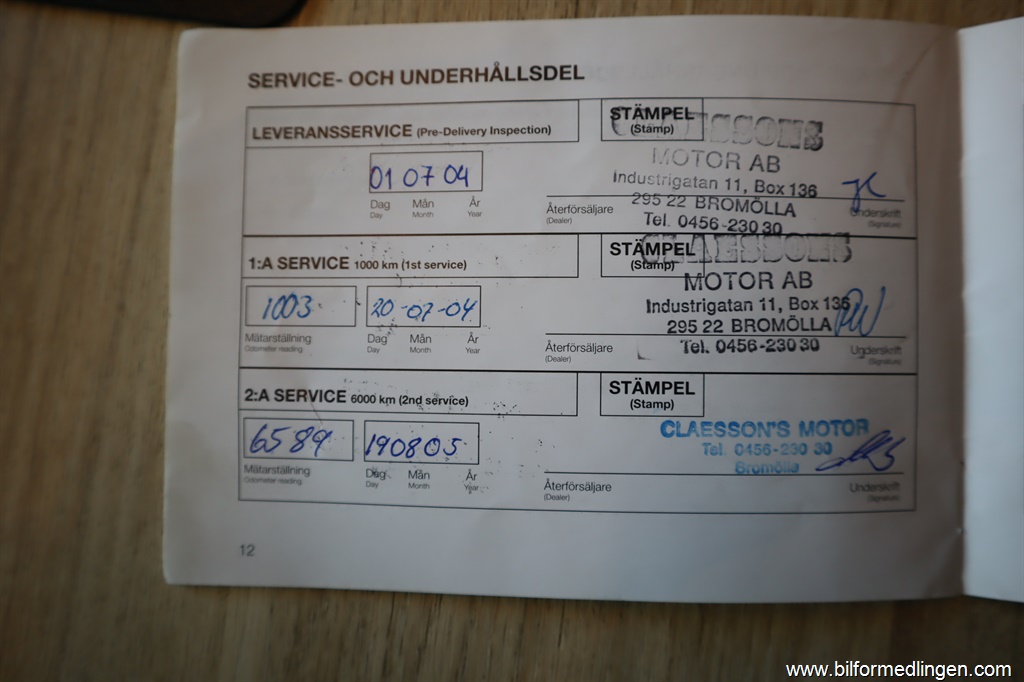 SERVICE- OCH UNDERHÅLLSDEL
LEVERANSSERVICE (Pre-Delivery Inspection)
STÄMPEL
(Stamp)
MOTOR AB
Industrigatan 11, Box 136
295 22 BROMÖLLA
Tel. 0456-230 30
01 07 04
Dag Mån År
Day Month Year
Återförsäljare
(Dealer)
Underskrift
(Signature)
1:A SERVICE 1000 km (1st service)
STÄMPEL
(Stamp)
CLAESSONS
MOTOR AB
Industrigatan 11, Box 136
295 22 BROMÖLLA
Tel. 0456-230 30
1003 20-07-04
Mätarställning Dag Mån År
Odometer reading Day Month Year
Återförsäljare
(Dealer)
Underskrift
(Signature)
2:A SERVICE 6000 km (2nd service)
STÄMPEL
(Stamp)
CLAESSON'S MOTOR
Tel. 0456-230 30
Bromölla
6589 190805
Mätarställning Dag Mån År
Odometer reading Day Month Year
Återförsäljare
(Dealer)
Underskrift
(Signature)
12
www.bilformedlingen.com